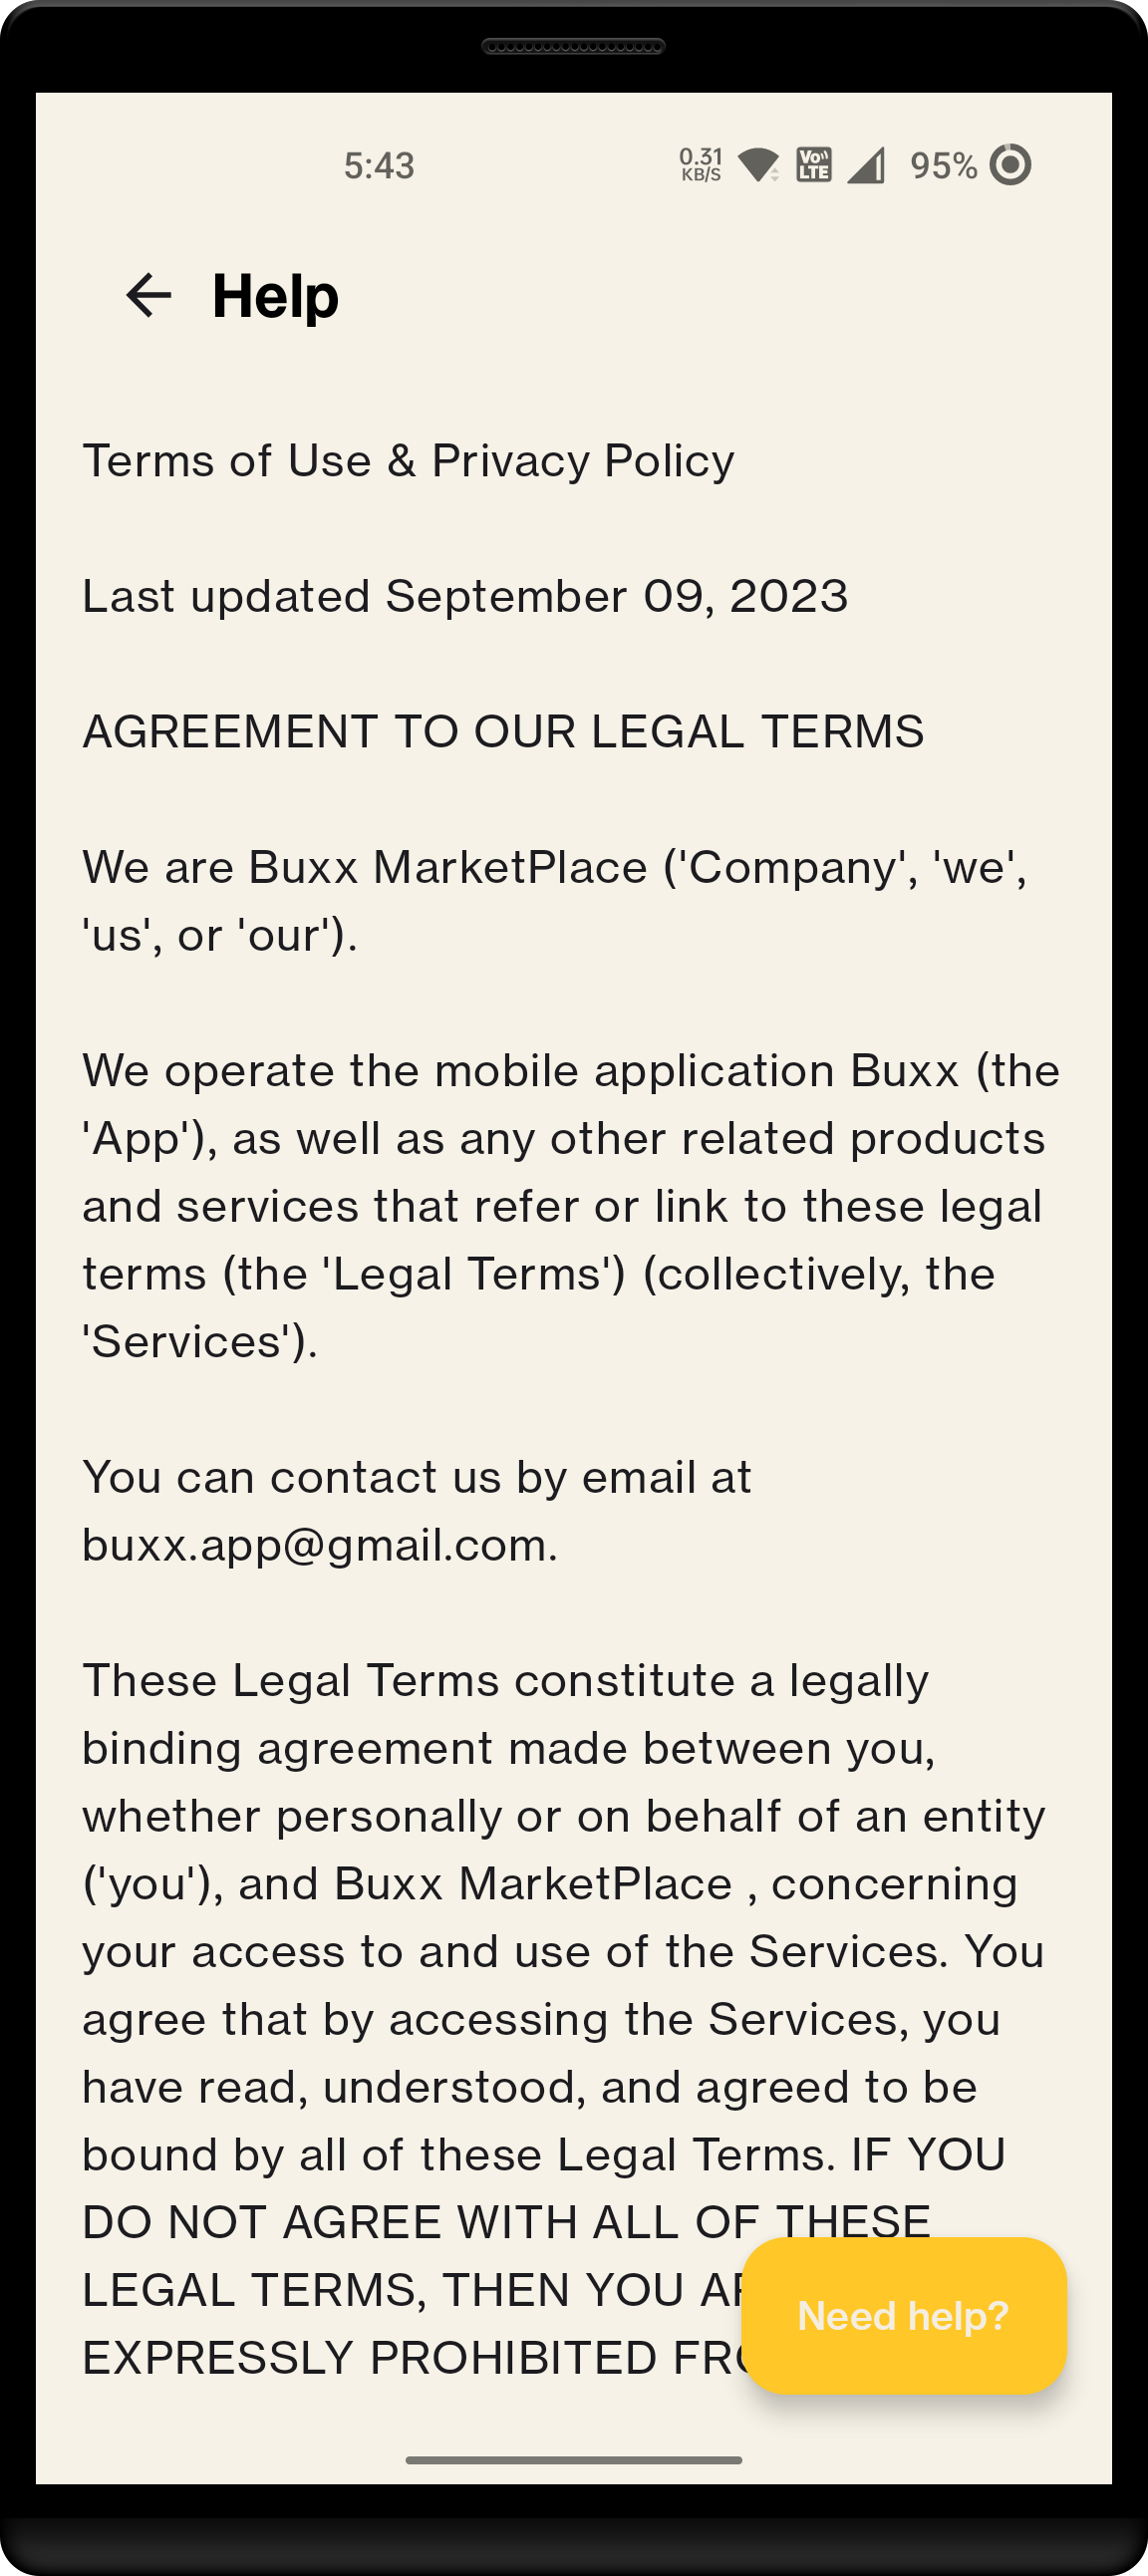 5:43
0.31
KB/S
Vo
LTE
95%
Help
Terms of Use & Privacy Policy
Last updated September 09, 2023
AGREEMENT TO OUR LEGAL TERMS
We are Buxx MarketPlace ('Company', 'we',
'us', or 'our').
We operate the mobile application Buxx (the
'App'), as well as any other related products
and services that refer or link to these legal
terms (the 'Legal Terms') (collectively, the
'Services').
You can contact us by email at
buxx.app@gmail.com.
These Legal Terms constitute a legally
binding agreement made between you,
whether personally or on behalf of an entity
('you'), and Buxx MarketPlace , concerning
your access to and use of the Services. You
agree that by accessing the Services, you
have read, understood, and agreed to be
bound by all of these Legal Terms. IF YOU
DO NOT AGREE WITH ALL OF THESE
LEGAL TERMS, THEN YOU
EXPRESSLY PROHIBITED
Need help?